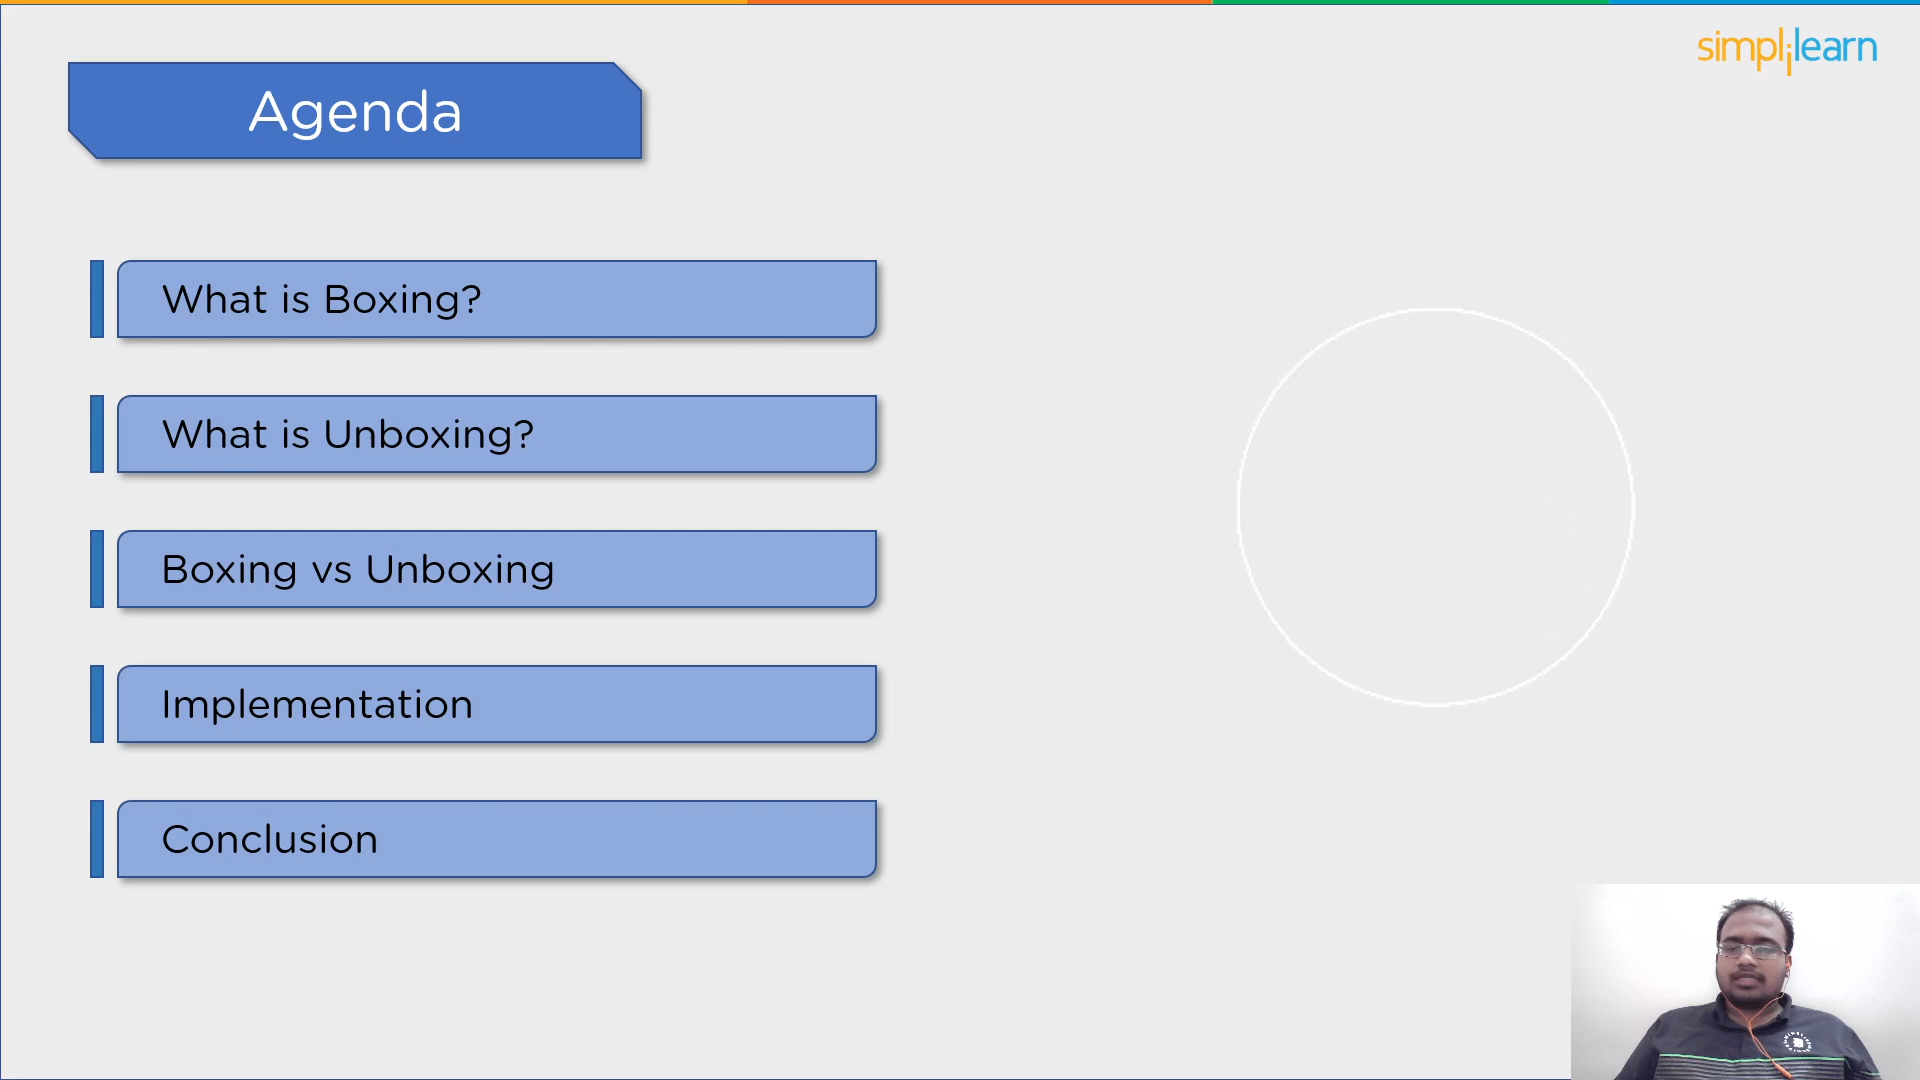 simplilearn
Agenda
What is Boxing?
What is Unboxing?
Boxing vs Unboxing
Implementation
Conclusion